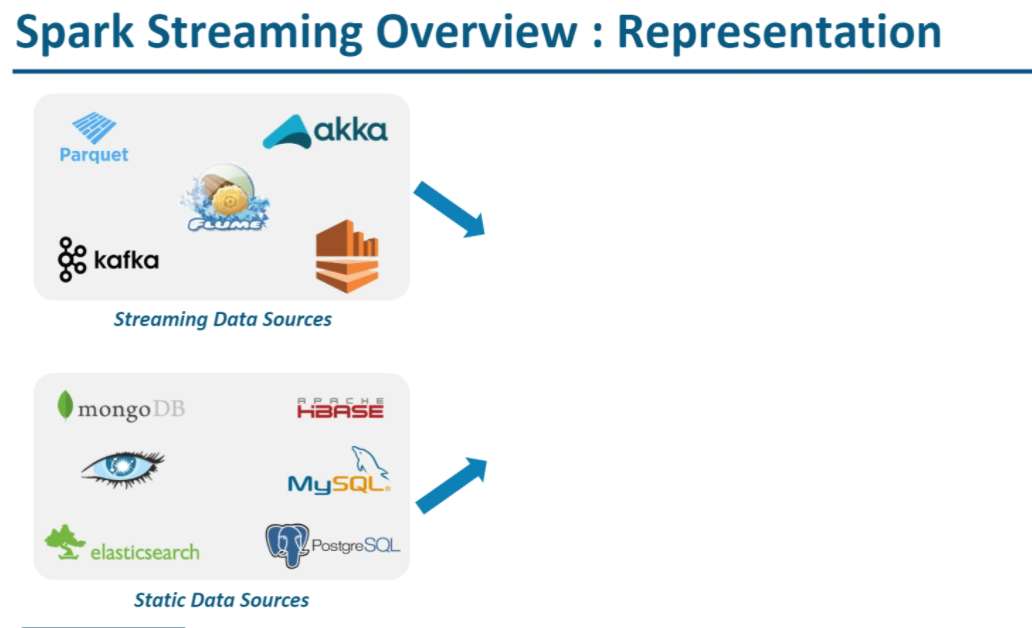 Spark Streaming Overview : Representation
Parquet
akka
FLUME
kafka
Streaming Data Sources
mongoDB
APACHE
HBASE
MySQL®
elasticsearch
PostgreSQL
Static Data Sources